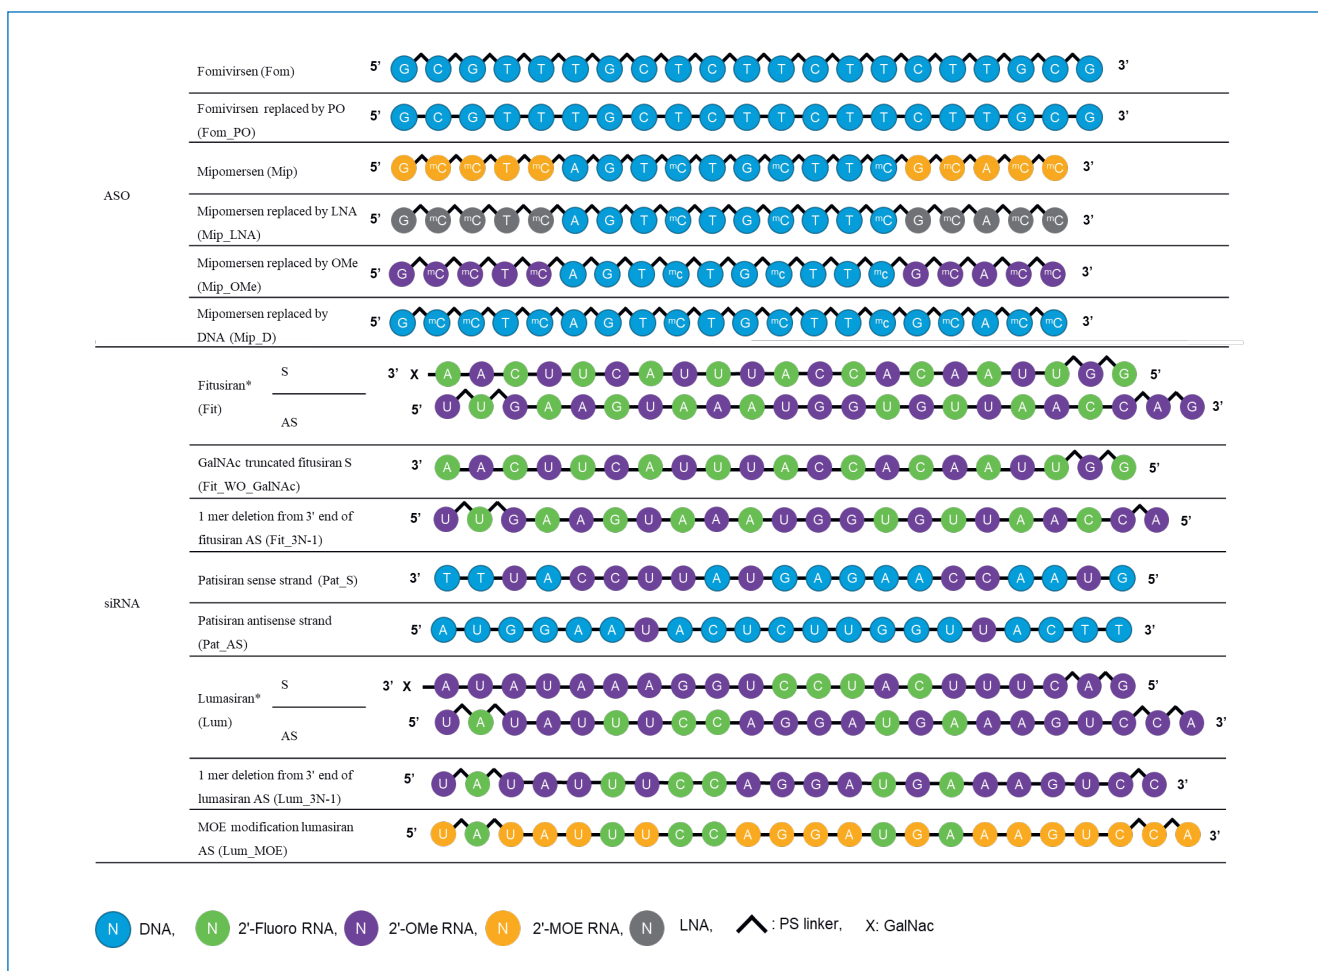 Fomivirsen (Fom) 5’ G C G T T T G C T C T T C T T C T T G C G 3’
Fomivirsen replaced by PO
(Fom_PO) 5’ G C G T T T G C T C T T C T T C T T G C G 3’
ASO
Mipomersen (Mip) 5’ G mC mC T mC A G T mC T G mC T T mC G mC A mC mC 3’
Mipomersen replaced by LNA
(Mip_LNA) 5’ G mC mC T mC A G T mC T G mC T T mC G mC A mC mC 3’
Mipomersen replaced by OMe
(Mip_OMe) 5’ G mC mC T mC A G T mc T G mc T T mc G mC A mC mC 3’
Mipomersen replaced by
DNA (Mip_D) 5’ G mC mC T mC A G T mC T G mC T T mc G mC A mC mC 3’
siRNA
Fitusiran*
(Fit)
S 3’ X A A C U U C A U U U A C C A C A A U U G G 5’
AS 5’ U U G A A G U A A A U G G U G U U A A C C A G 3’
GalNAc truncated fitusiran S
(Fit_WO_GalNAc) 3’ A A C U U C A U U U A C C A C A A U U G G 5’
1 mer deletion from 3' end of
fitusiran AS (Fit_3N-1) 5’ U U G A A G U A A A U G G U G U U A A C C A 5’
Patisiran sense strand (Pat_S) 3’ T T U A C C U U A U G A G A A C C A A U G 5’
Patisiran antisense strand
(Pat_AS) 5’ A U G G A A U A C U C U U G G U U A C T T 3’
Lumasiran*
(Lum)
S 3’ X A U A U A A A G G U C C U A C U U U C A G 5’
AS 5’ U A U A U U U C C A G G A U G A A A G U C C A 3’
1 mer deletion from 3' end of
lumasiran AS (Lum_3N-1) 5’ U A U A U U U C C A G G A U G A A A G U C C 3’
MOE modification lumasiran
AS (Lum_MOE) 5’ U A U A U U U C C A G G A U G A A A G U C C A 3’
N DNA, N 2'-Fluoro RNA, N 2'-OMe RNA, N 2'-MOE RNA, N LNA, : PS linker, X: GalNac